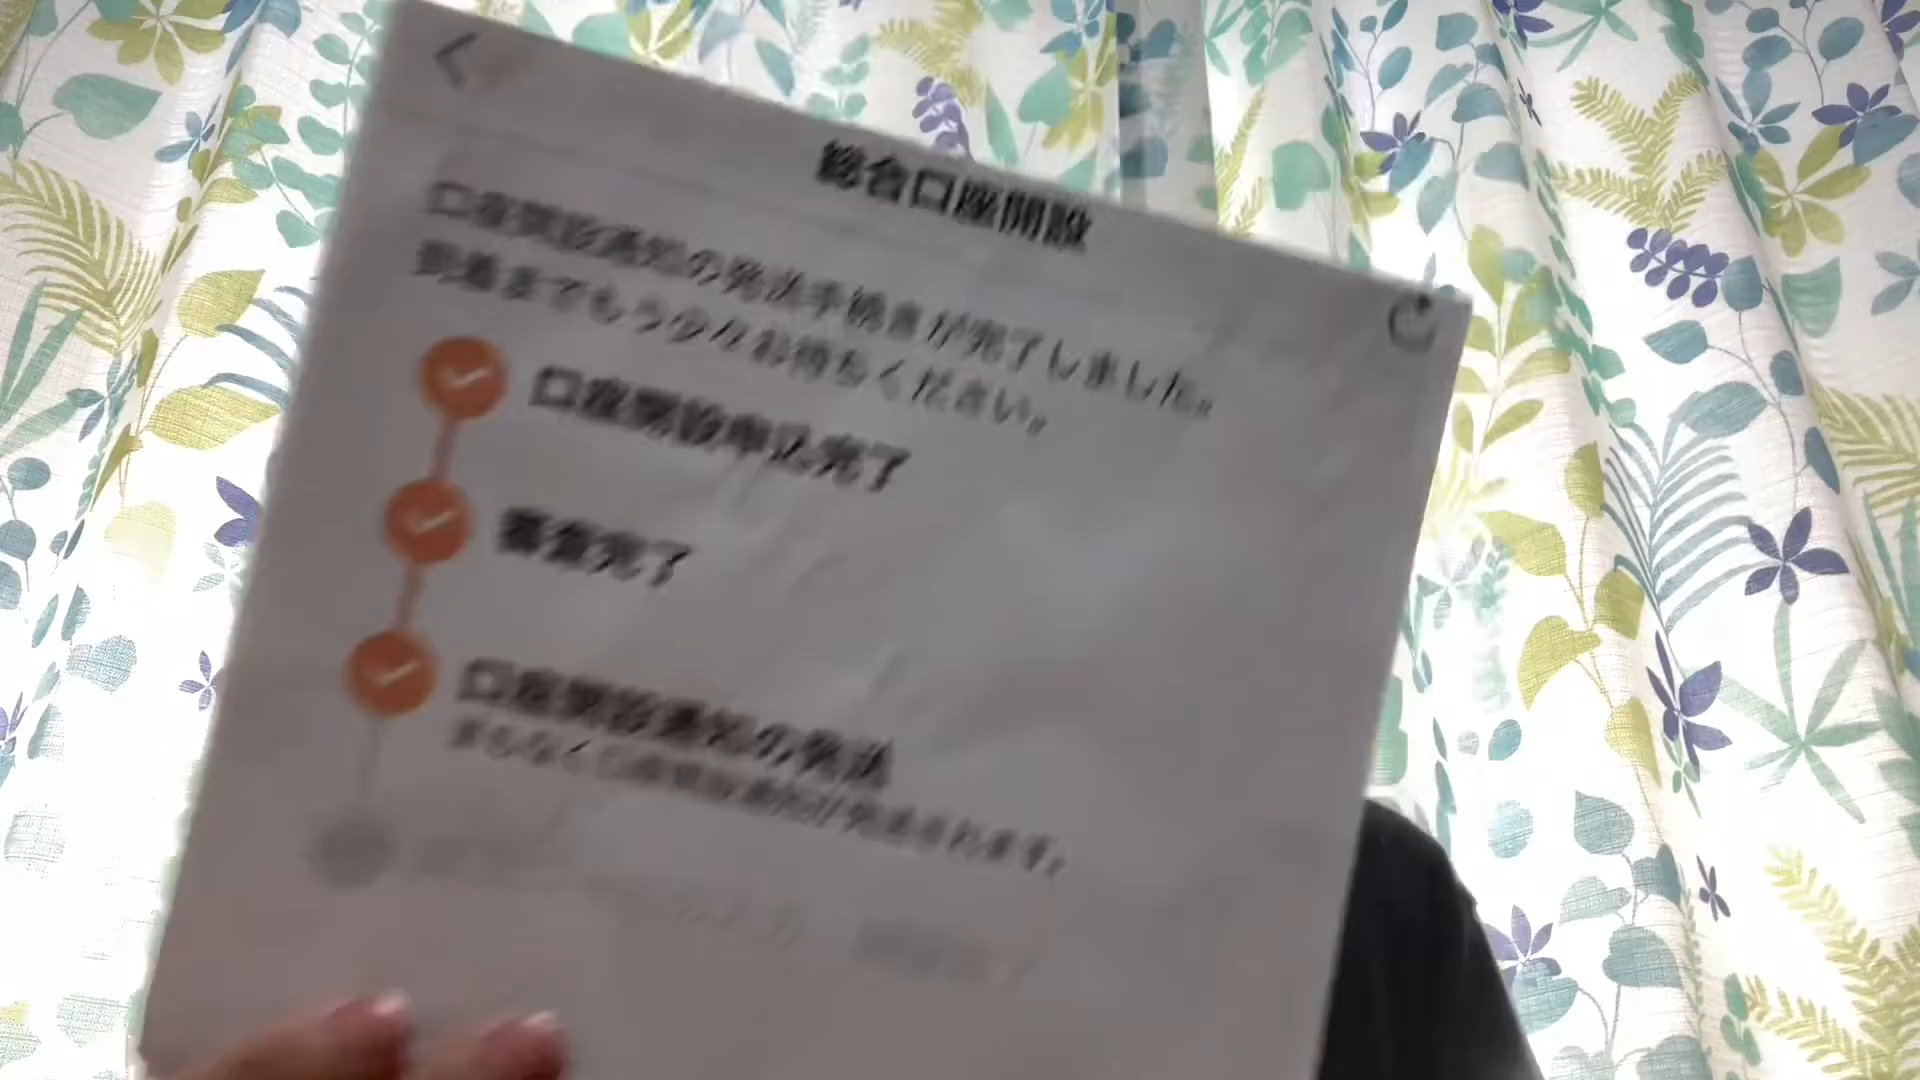 総合口座開設
口座開設通知の発送手続きが完了しました。
到着までもう少々お待ちください。
口座開設申込完了
審査完了
口座開設通知の発送
まもなく口座開設通知が発送されます。